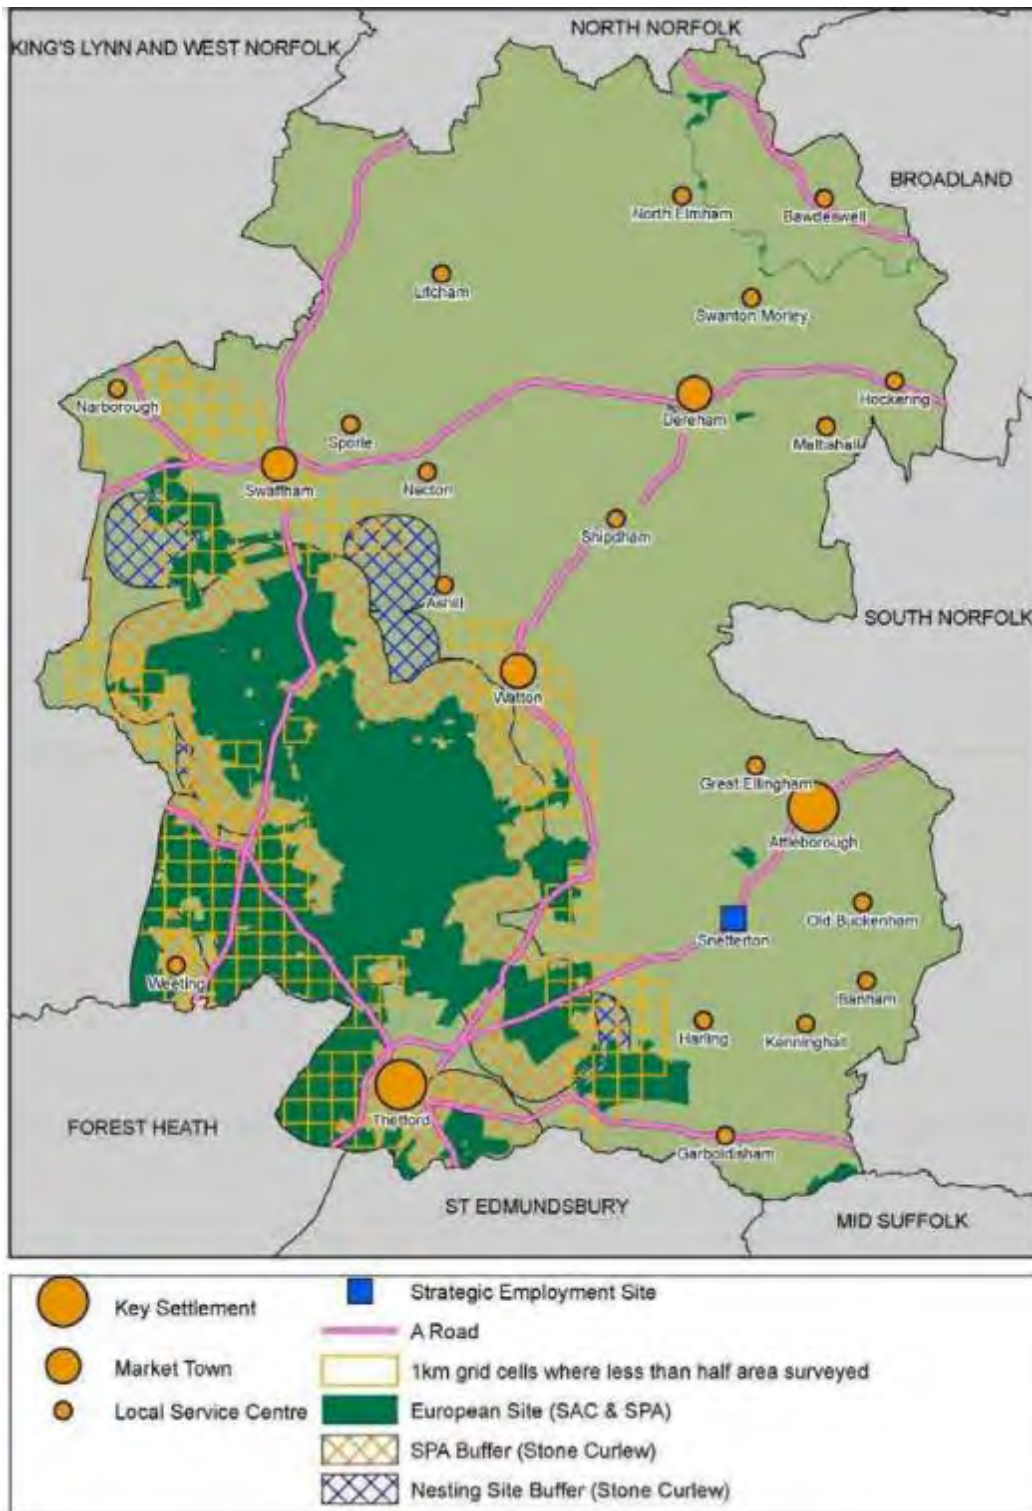 NORTH NORFOLK
KING'S LYNN AND WEST NORFOLK
BROADLAND
North Elmham
Bawdeswell
Litcham
Swanton Morley
Narborough
Hockering
Dereham
Sporle
Mattishall
Swaffham
Necton
Shipdham
Ashill
SOUTH NORFOLK
Watton
Great Ellingham
Attleborough
Old Buckenham
Snetterton
Weeting
Banham
Harling
Kenninghall
Thetford
FOREST HEATH
Garboldisham
ST EDMUNDSBURY
MID SUFFOLK
Key Settlement
Market Town
Local Service Centre
Strategic Employment Site
A Road
1km grid cells where less than half area surveyed
European Site (SAC & SPA)
SPA Buffer (Stone Curlew)
Nesting Site Buffer (Stone Curlew)